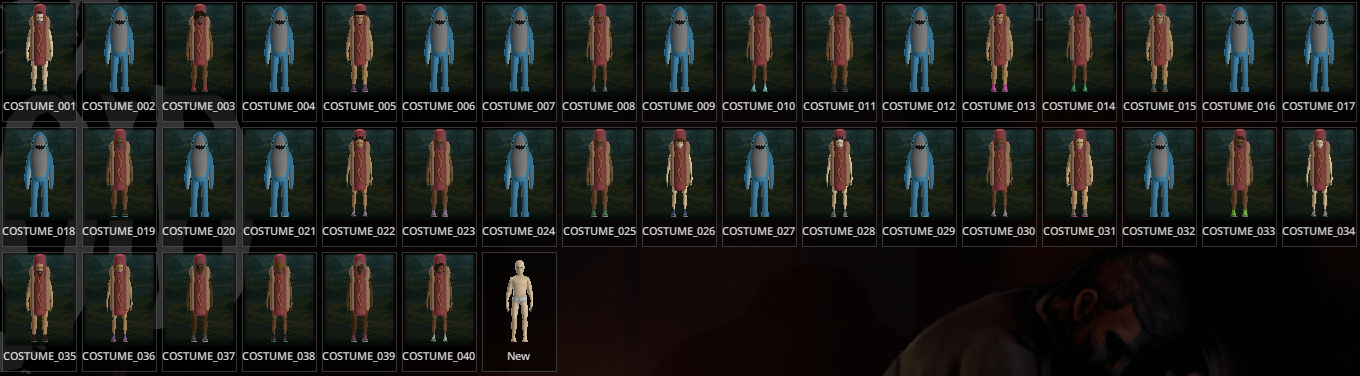 COSTUME_001 COSTUME_002 COSTUME_003 COSTUME_004 COSTUME_005 COSTUME_006 COSTUME_007 COSTUME_008 COSTUME_009 COSTUME_010 COSTUME_011 COSTUME_012 COSTUME_013 COSTUME_014 COSTUME_015 COSTUME_016 COSTUME_017
COSTUME_018 COSTUME_019 COSTUME_020 COSTUME_021 COSTUME_022 COSTUME_023 COSTUME_024 COSTUME_025 COSTUME_026 COSTUME_027 COSTUME_028 COSTUME_029 COSTUME_030 COSTUME_031 COSTUME_032 COSTUME_033 COSTUME_034
COSTUME_035 COSTUME_036 COSTUME_037 COSTUME_038 COSTUME_039 COSTUME_040 New